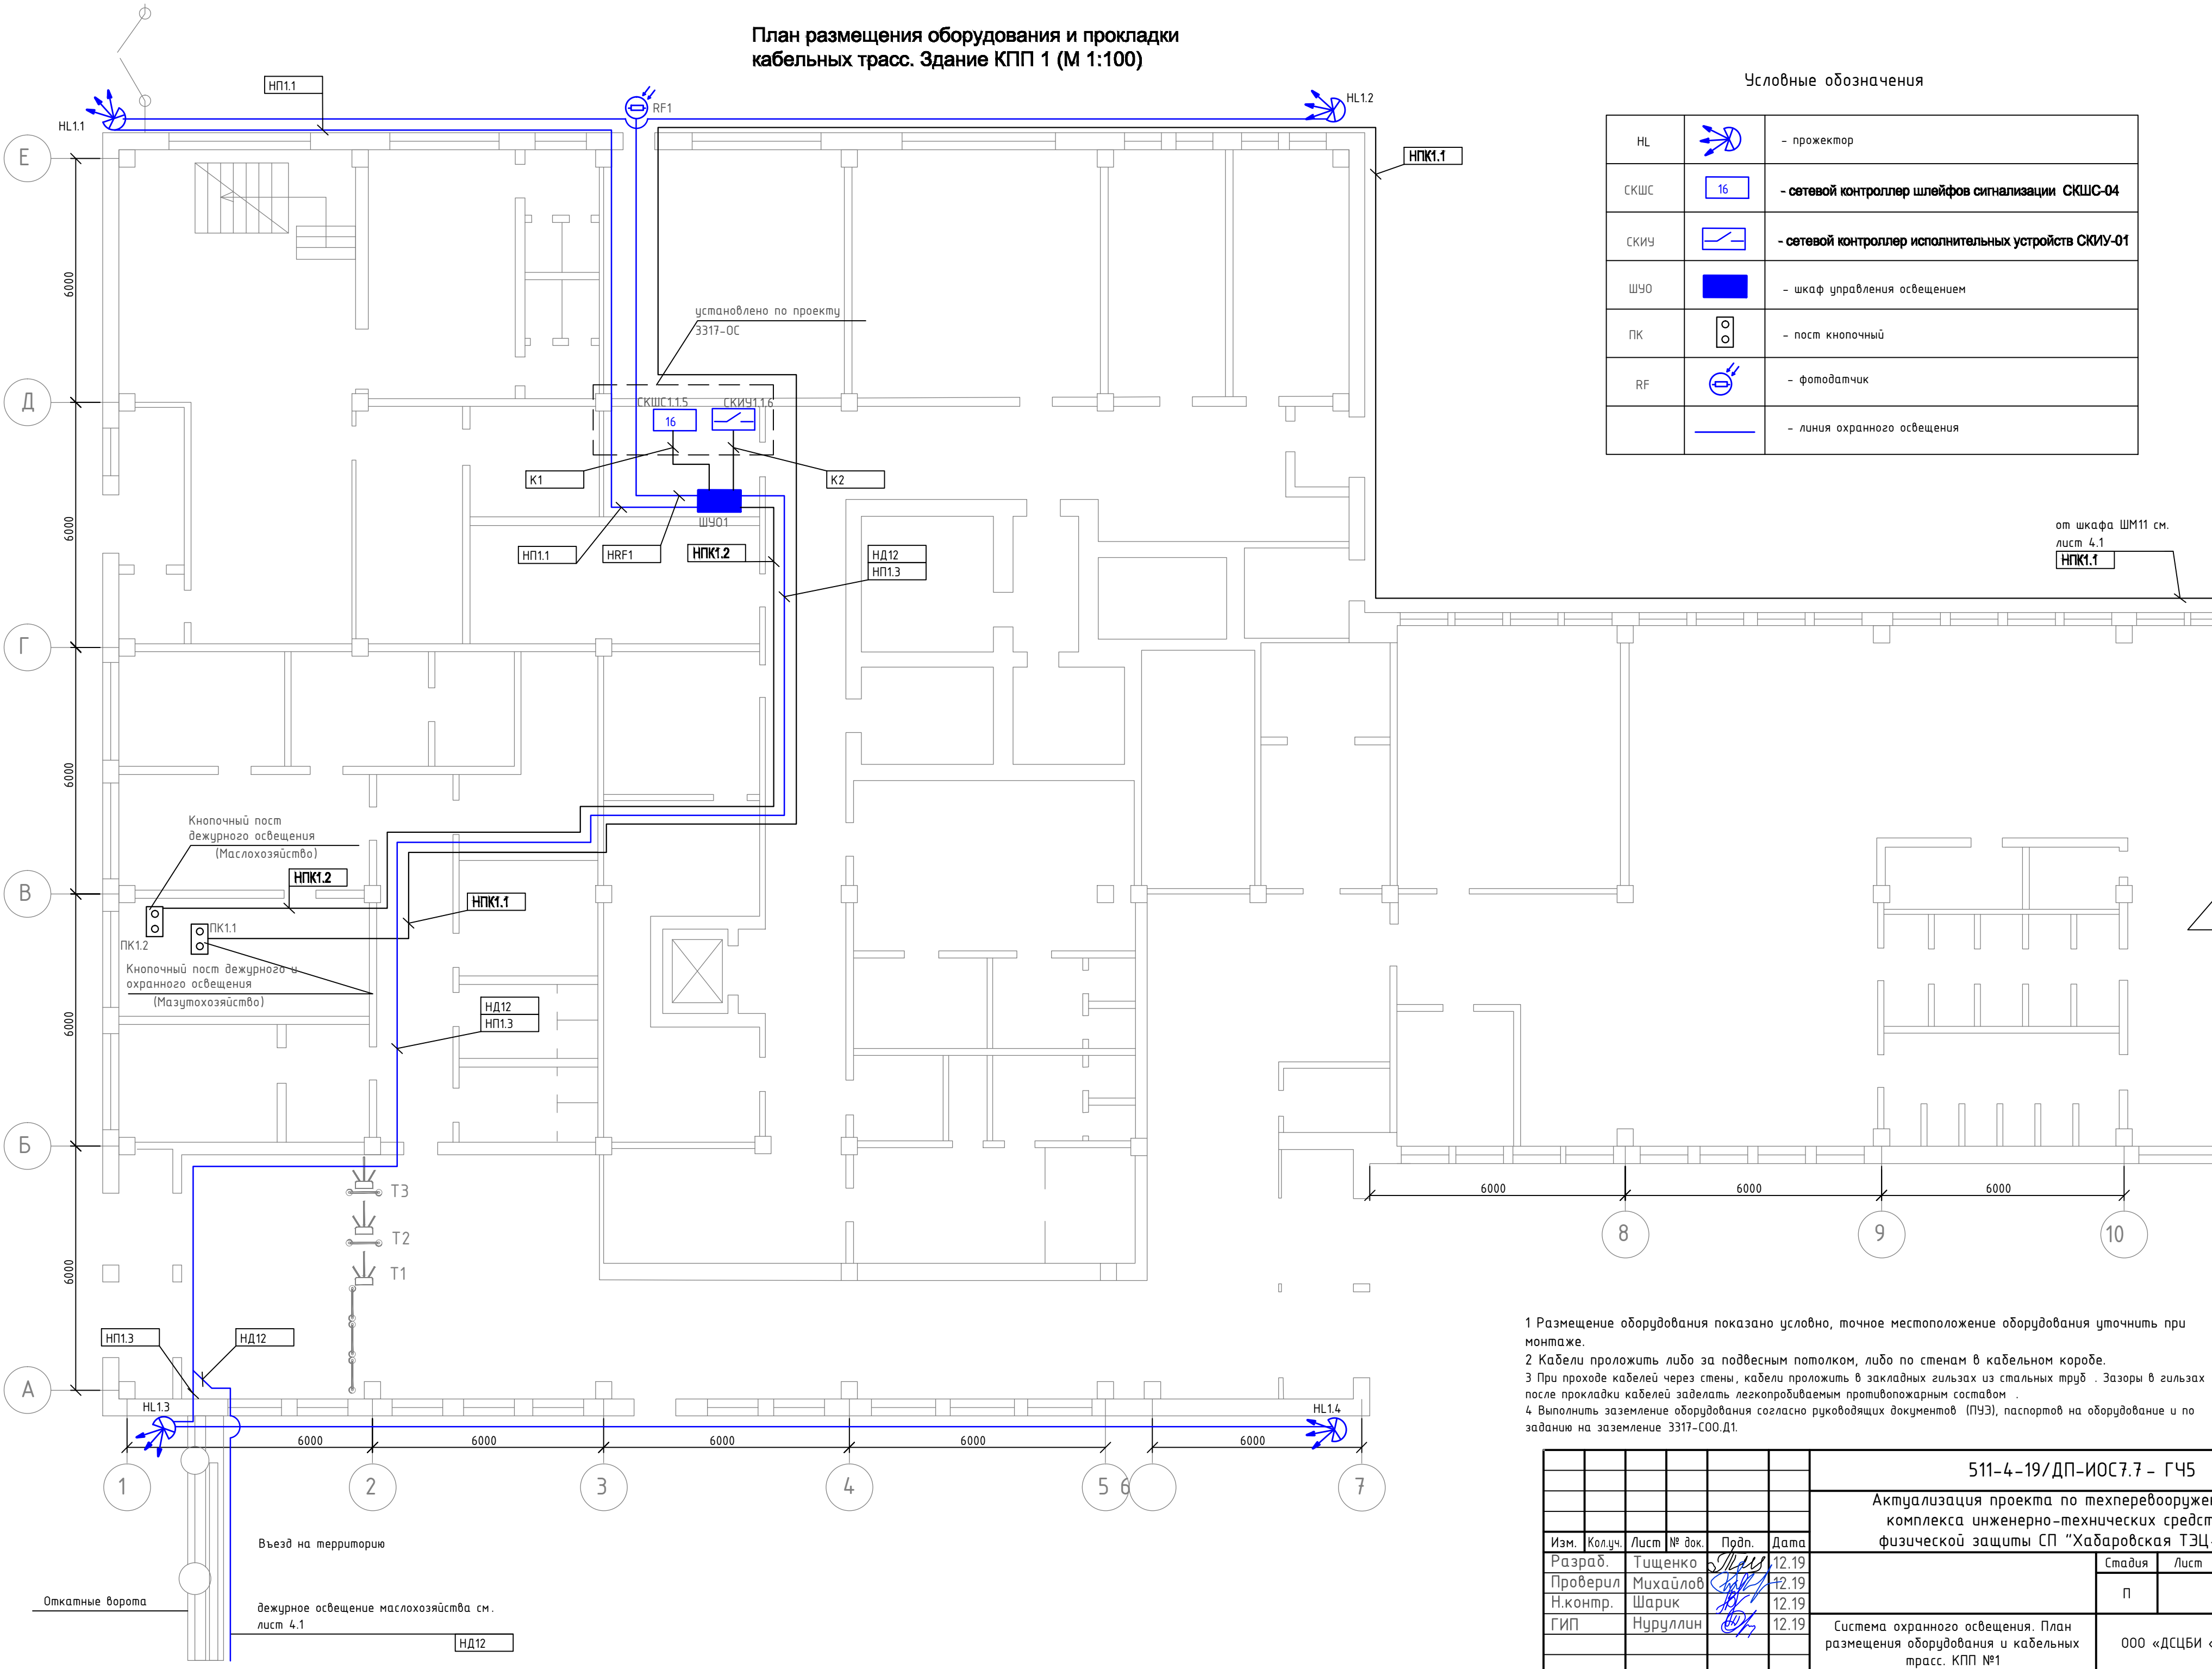 План размещения оборудования и прокладки
кабельных трасс. Здание КПП 1 (М 1:100)
Условные обозначения
HL
- прожектор
СКШС
16
- сетевой контроллер шлейфов сигнализации СКШС-04
СКИУ
- сетевой контроллер исполнительных устройств СКИУ-01
ШУО
- шкаф управления освещением
ПК
- пост кнопочный
RF
- фотодатчик
- линия охранного освещения
НП1.1
RF1
HL1.1
HL1.2
НПК1.1
Е
6000
установлено по проекту
3317-ОС
Д
СКШС1.1.5
СКИУ1.1.6
16
К1
К2
6000
ШУО1
НП1.1
HRF1
НПК1.2
НД12
НП1.3
от шкафа ШМ11 см.
лист 4.1
НПК1.1
Г
6000
Кнопочный пост
дежурного освещения
(Маслохозяйство)
НПК1.2
В
НПК1.1
ПК1.1
ПК1.2
Кнопочный пост дежурного и
охранного освещения
(Мазутохозяйство)
6000
НД12
НП1.3
Б
Т3
Т2
Т1
6000
6000
6000
6000
8
9
10
НП1.3
НД12
А
HL1.3
HL1.4
6000
6000
6000
6000
6000
1
2
3
4
5
6
7
Въезд на территорию
Откатные ворота
дежурное освещение маслохозяйства см.
лист 4.1
НД12
1 Размещение оборудования показано условно, точное местоположение оборудования уточнить при
монтаже.
2 Кабели проложить либо за подвесным потолком, либо по стенам в кабельном коробе.
3 При проходе кабелей через стены, кабели проложить в закладных гильзах из стальных труб . Зазоры в гильзах
после прокладки кабелей заделать легкопробиваемым противопожарным составом .
4 Выполнить заземление оборудования согласно руководящих документов (ПУЭ), паспортов на оборудование и по
заданию на заземление 3317-СОО.Д1.
511-4-19/ДП-ИОС7.7 - ГЧ5
Актуализация проекта по техперевооруже
комплекса инженерно-технических средст
физической защиты СП "Хабаровская ТЭЦ
Изм. Кол.уч. Лист № док. Подп. Дата
Разраб. Тищенко 12.19
Проверил Михайлов 12.19
Н.контр. Шарик 12.19
ГИП Нуруллин 12.19
Стадия Лист
П
Система охранного освещения. План
размещения оборудования и кабельных
трасс. КПП №1
ООО «ДСЦБИ «